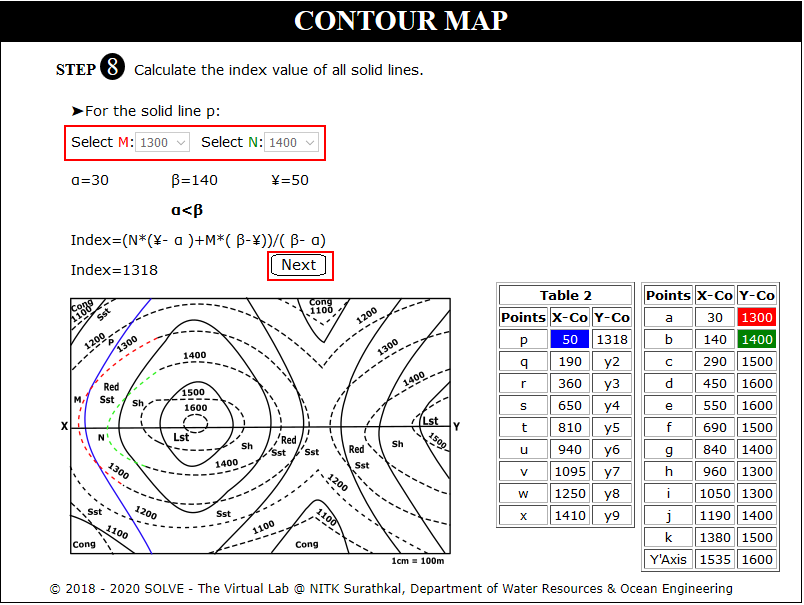 CONTOUR MAP
STEP 8 Calculate the index value of all solid lines.
➤For the solid line p:
Select M: 1300 Select N: 1400
α=30 β=140 ¥=50
α<β
Index=(N*(¥- α )+M*( β-¥))/( β- α)
Index=1318
Next
Cong
1100
Sst
1200
P
1300
1400
Cong
1100
1200
1300
1400
Red
Sst
M
Sh
1500
1600
Lst
X
Y
N
Lst
1500
Sh
Red
Sst
Sst
Red
Sst
Sh
1400
1300
1200
Sst
1200
Sst
1100
1100
1100
Cong
Cong
1cm = 100m
Table 2
Points X-Co Y-Co
p 50 1318
q 190 y2
r 360 y3
s 650 y4
t 810 y5
u 940 y6
v 1095 y7
w 1250 y8
x 1410 y9
Points X-Co Y-Co
a 30 1300
b 140 1400
c 290 1500
d 450 1600
e 550 1600
f 690 1500
g 840 1400
h 960 1300
i 1050 1300
j 1190 1400
k 1380 1500
Y'Axis 1535 1600
© 2018 - 2020 SOLVE - The Virtual Lab @ NITK Surathkal, Department of Water Resources & Ocean Engineering